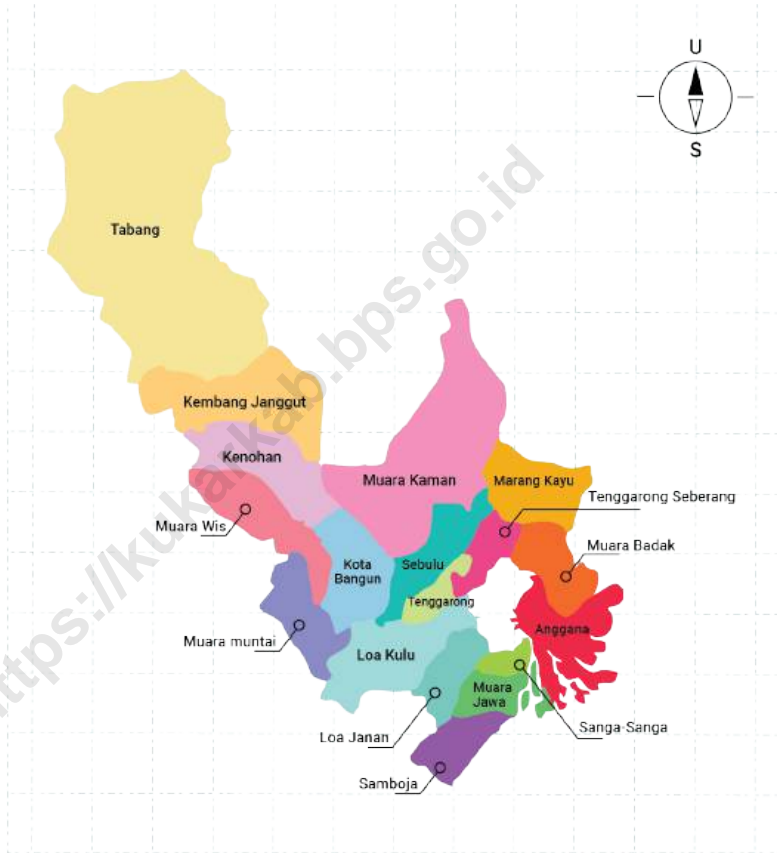 U
S
Tabang
Kembang Janggut
Kenohan
Muara Kaman
Marang Kayu
Tenggarong Seberang
Muara Wis
Muara Badak
Kota
Bangun
Sebulu
Tenggarong
Anggana
Muara muntai
Loa Kulu
Muara
Jawa
Sanga-Sanga
Loa Janan
Samboja
https://kukarkab.bps.go.id